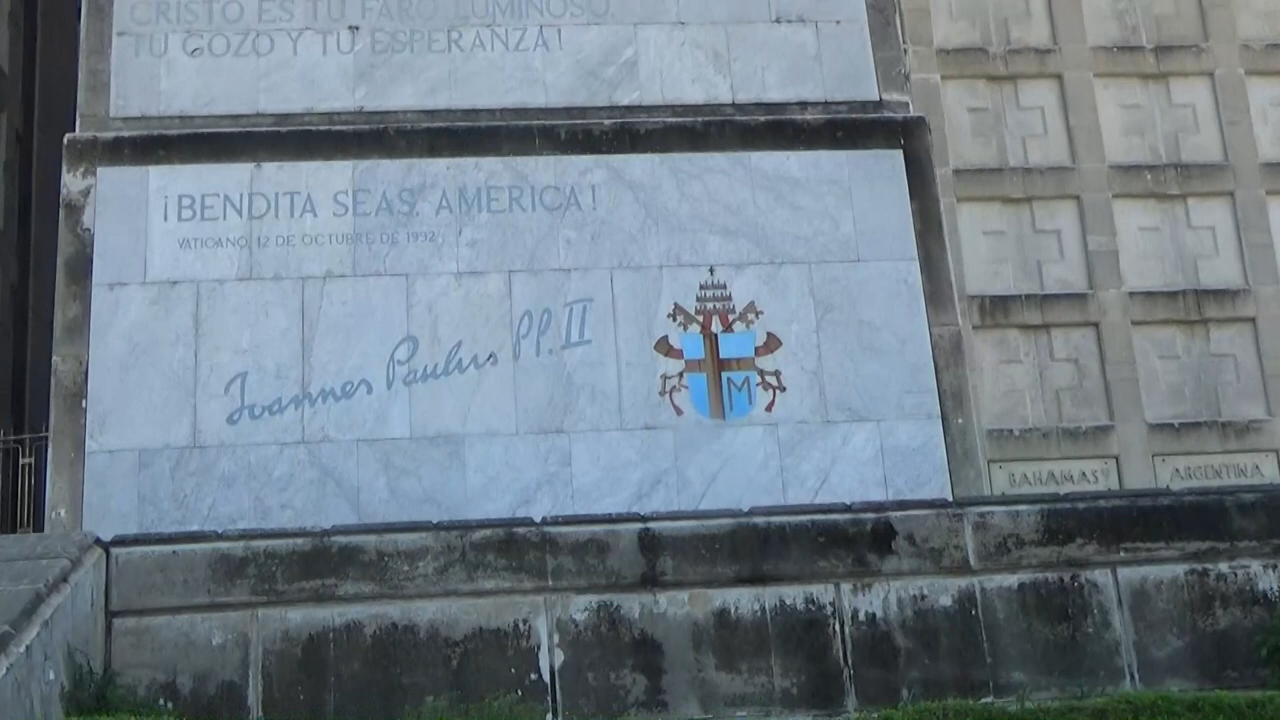 CRISTO ES TU FARO LUMINOSO.
TU GOZO Y TU ESPERANZA!
¡BENDITA SEAS, AMERICA!
VATICANO, 12 DE OCTUBRE DE 1992
Joannes Paulus PP. II
M
BAHAMAS
ARGENTINA